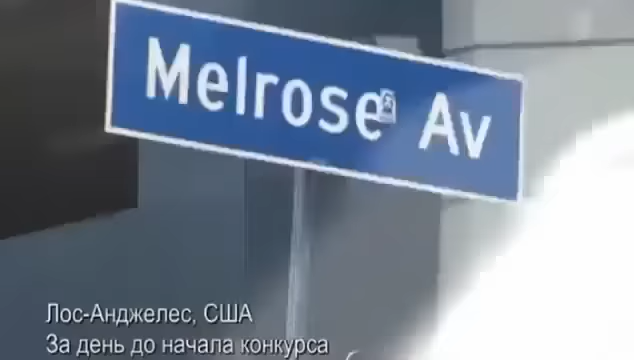 Melrose Av
Лос-Анджелес, США
За день до начала конкурса